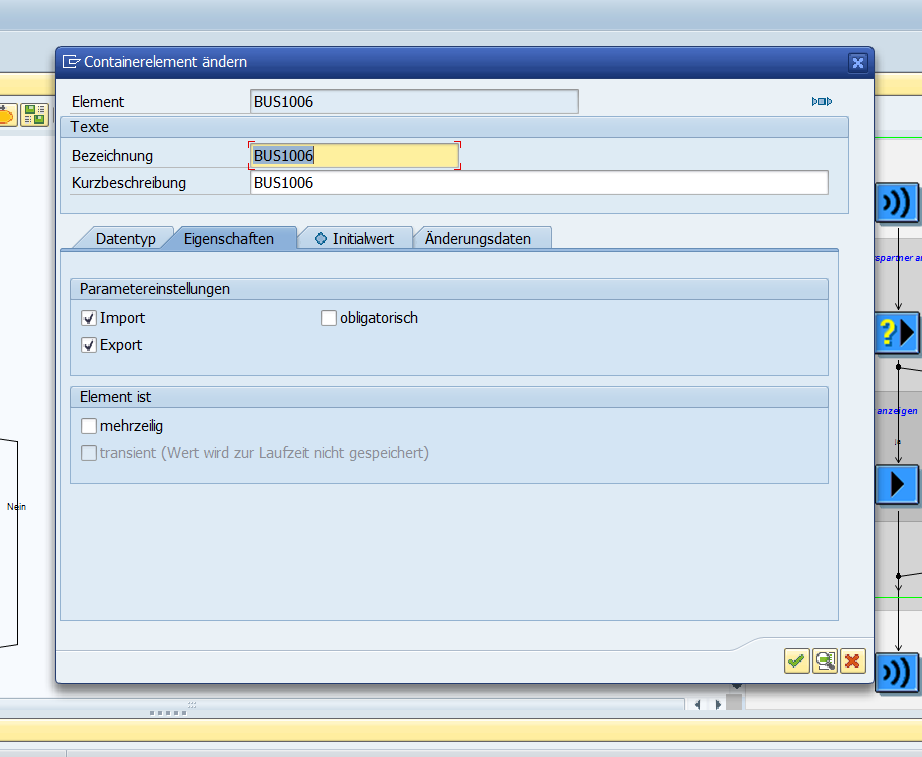 Containerelement ändern
Element BUS1006
Texte
Bezeichnung BUS1006
Kurzbeschreibung BUS1006
Datentyp Eigenschaften Initialwert Änderungsdaten
Parametereinstellungen
Import obligatorisch
Export
Element ist
mehrzeilig
transient (Wert wird zur Laufzeit nicht gespeichert)
Nein
anzeigen